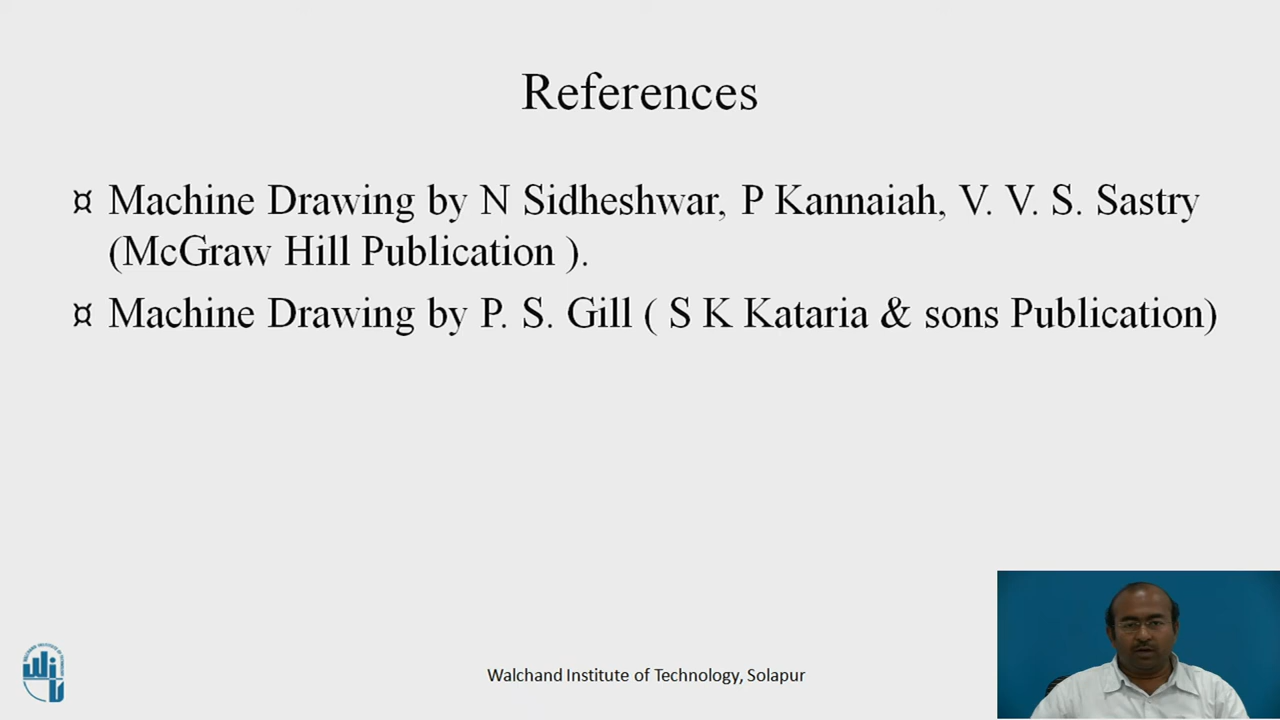 References
¤ Machine Drawing by N Sidheshwar, P Kannaiah, V. V. S. Sastry
(McGraw Hill Publication ).
¤ Machine Drawing by P. S. Gill ( S K Kataria & sons Publication)
Walchand Institute of Technology, Solapur